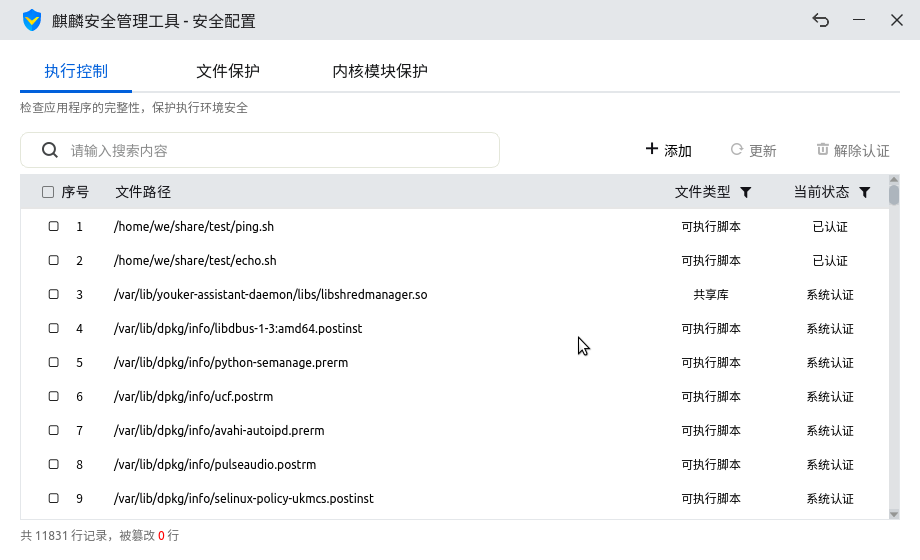 麒麟安全管理工具 - 安全配置
执行控制 文件保护 内核模块保护
检查应用程序的完整性，保护执行环境安全
请输入搜索内容 添加 更新 解除认证
序号 文件路径 文件类型 当前状态
1 /home/we/share/test/ping.sh 可执行脚本 已认证
2 /home/we/share/test/echo.sh 可执行脚本 已认证
3 /var/lib/youker-assistant-daemon/libs/libshredmanager.so 共享库 系统认证
4 /var/lib/dpkg/info/libdbus-1-3:amd64.postinst 可执行脚本 系统认证
5 /var/lib/dpkg/info/python-semanage.prerm 可执行脚本 系统认证
6 /var/lib/dpkg/info/ucf.postrm 可执行脚本 系统认证
7 /var/lib/dpkg/info/avahi-autoipd.prerm 可执行脚本 系统认证
8 /var/lib/dpkg/info/pulseaudio.postrm 可执行脚本 系统认证
9 /var/lib/dpkg/info/selinux-policy-ukmcs.postinst 可执行脚本 系统认证
共 11831 行记录，被篡改 0 行